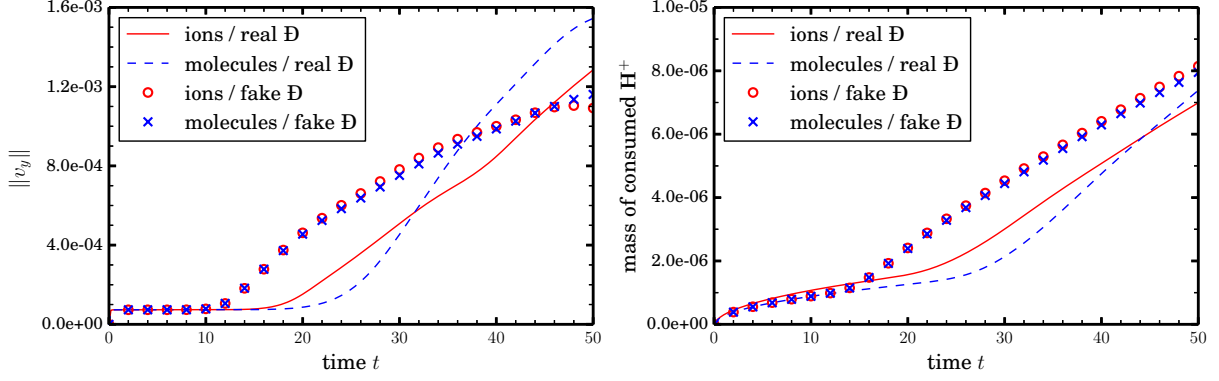 1.6e-03
1.2e-03
8.0e-04
4.0e-04
0.0e+00
||v_y||
ions / real Đ
molecules / real Đ
ions / fake Đ
molecules / fake Đ
0 10 20 30 40 50
time t
1.0e-05
8.0e-06
6.0e-06
4.0e-06
2.0e-06
0.0e+00
mass of consumed H⁺
ions / real Đ
molecules / real Đ
ions / fake Đ
molecules / fake Đ
0 10 20 30 40 50
time t